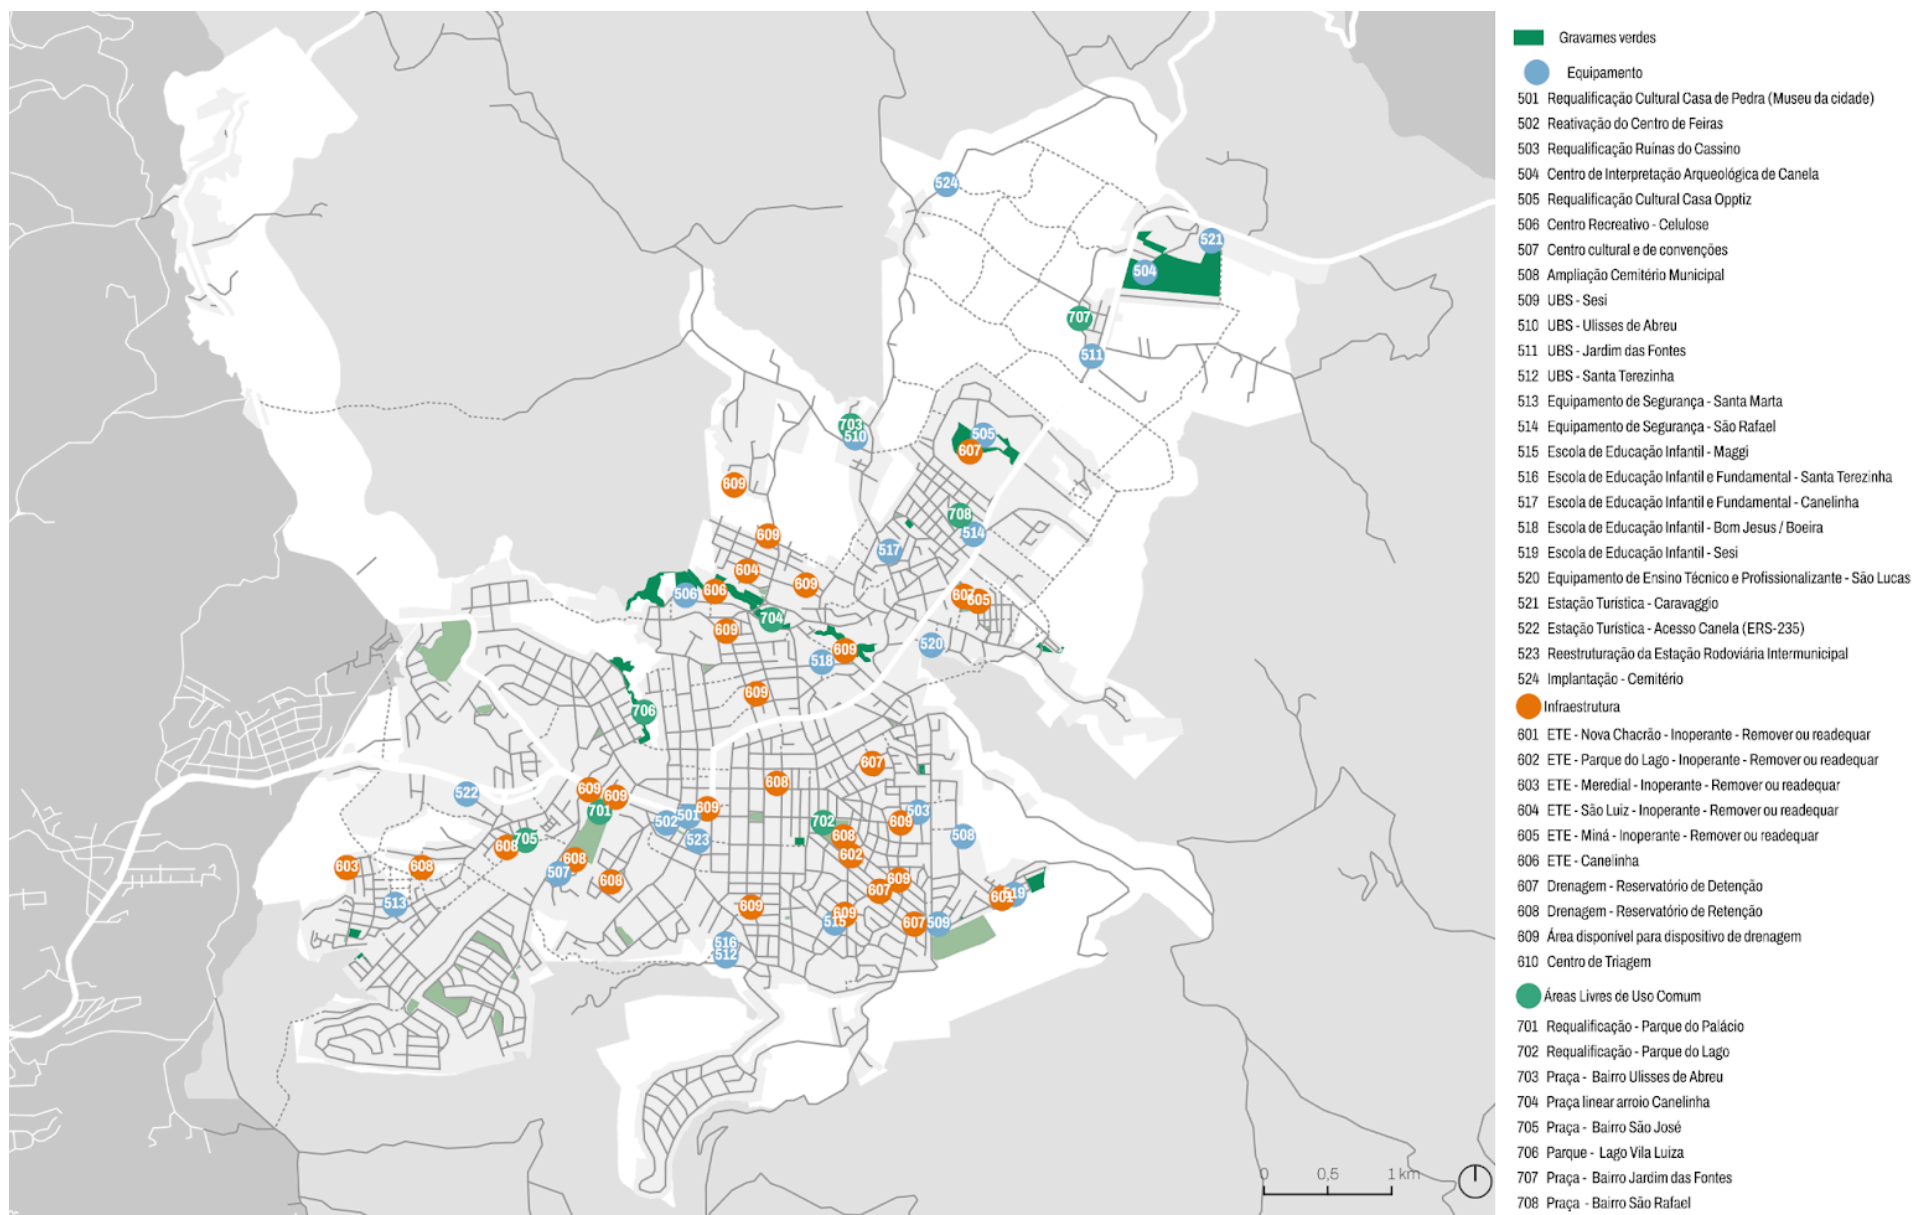 524
521
504
707
511
703
510
505
607
609
708
514
609
517
604
609
506
606
607
605
704
609
520
609
518
609
706
607
608
522
609
609
701
609
501
502
503
702
609
523
608
508
705
608
602
608
603
608
507
608
609
607
601
519
513
609
609
515
607
509
516
512
0 0,5 1 km
Gravames verdes
Equipamento
501 Requalificação Cultural Casa de Pedra (Museu da cidade)
502 Reativação do Centro de Feiras
503 Requalificação Ruínas do Cassino
504 Centro de Interpretação Arqueológica de Canela
505 Requalificação Cultural Casa Opptiz
506 Centro Recreativo - Celulose
507 Centro cultural e de convenções
508 Ampliação Cemitério Municipal
509 UBS - Sesi
510 UBS - Ulisses de Abreu
511 UBS - Jardim das Fontes
512 UBS - Santa Terezinha
513 Equipamento de Segurança - Santa Marta
514 Equipamento de Segurança - São Rafael
515 Escola de Educação Infantil - Maggi
516 Escola de Educação Infantil e Fundamental - Santa Terezinha
517 Escola de Educação Infantil e Fundamental - Canelinha
518 Escola de Educação Infantil - Bom Jesus / Boeira
519 Escola de Educação Infantil - Sesi
520 Equipamento de Ensino Técnico e Profissionalizante - São Lucas
521 Estação Turística - Caravaggio
522 Estação Turística - Acesso Canela (ERS-235)
523 Reestruturação da Estação Rodoviária Intermunicipal
524 Implantação - Cemitério
Infraestrutura
601 ETE - Nova Chacrão - Inoperante - Remover ou readequar
602 ETE - Parque do Lago - Inoperante - Remover ou readequar
603 ETE - Meredial - Inoperante - Remover ou readequar
604 ETE - São Luiz - Inoperante - Remover ou readequar
605 ETE - Miná - Inoperante - Remover ou readequar
606 ETE - Canelinha
607 Drenagem - Reservatório de Detenção
608 Drenagem - Reservatório de Retenção
609 Área disponível para dispositivo de drenagem
610 Centro de Triagem
Áreas Livres de Uso Comum
701 Requalificação - Parque do Palácio
702 Requalificação - Parque do Lago
703 Praça - Bairro Ulisses de Abreu
704 Praça linear arroio Canelinha
705 Praça - Bairro São José
706 Parque - Lago Vila Luiza
707 Praça - Bairro Jardim das Fontes
708 Praça - Bairro São Rafael